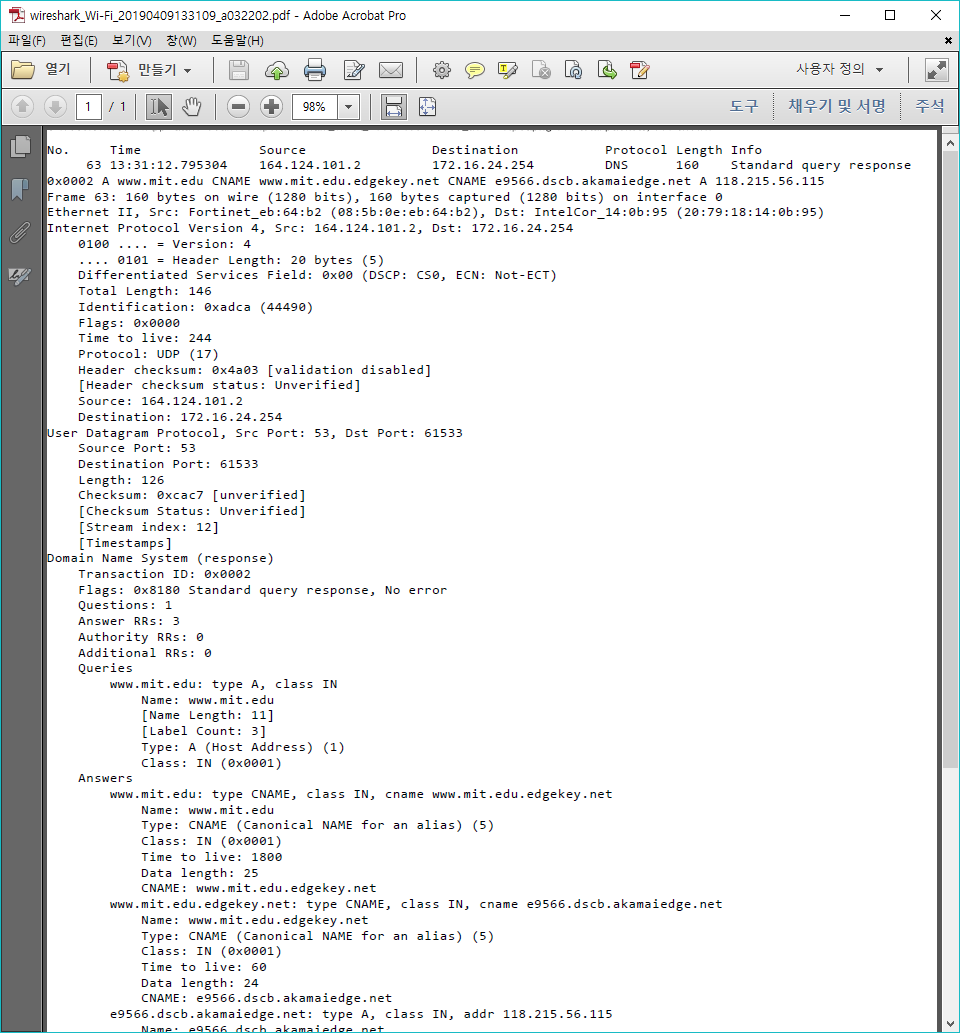 wireshark_Wi-Fi_20190409133109_a032202.pdf - Adobe Acrobat Pro
파일(F) 편집(E) 보기(V) 창(W) 도움말(H)
열기 만들기 사용자 정의
1 / 1 98% 도구 채우기 및 서명 주석
No. Time Source Destination Protocol Length Info
63 13:31:12.795304 164.124.101.2 172.16.24.254 DNS 160 Standard query response
0x0002 A www.mit.edu CNAME www.mit.edu.edgekey.net CNAME e9566.dscb.akamaiedge.net A 118.215.56.115
Frame 63: 160 bytes on wire (1280 bits), 160 bytes captured (1280 bits) on interface 0
Ethernet II, Src: Fortinet_eb:64:b2 (08:5b:0e:eb:64:b2), Dst: IntelCor_14:0b:95 (20:79:18:14:0b:95)
Internet Protocol Version 4, Src: 164.124.101.2, Dst: 172.16.24.254
0100 .... = Version: 4
.... 0101 = Header Length: 20 bytes (5)
Differentiated Services Field: 0x00 (DSCP: CS0, ECN: Not-ECT)
Total Length: 146
Identification: 0xadca (44490)
Flags: 0x0000
Time to live: 244
Protocol: UDP (17)
Header checksum: 0x4a03 [validation disabled]
[Header checksum status: Unverified]
Source: 164.124.101.2
Destination: 172.16.24.254
User Datagram Protocol, Src Port: 53, Dst Port: 61533
Source Port: 53
Destination Port: 61533
Length: 126
Checksum: 0xcac7 [unverified]
[Checksum Status: Unverified]
[Stream index: 12]
[Timestamps]
Domain Name System (response)
Transaction ID: 0x0002
Flags: 0x8180 Standard query response, No error
Questions: 1
Answer RRs: 3
Authority RRs: 0
Additional RRs: 0
Queries
www.mit.edu: type A, class IN
Name: www.mit.edu
[Name Length: 11]
[Label Count: 3]
Type: A (Host Address) (1)
Class: IN (0x0001)
Answers
www.mit.edu: type CNAME, class IN, cname www.mit.edu.edgekey.net
Name: www.mit.edu
Type: CNAME (Canonical NAME for an alias) (5)
Class: IN (0x0001)
Time to live: 1800
Data length: 25
CNAME: www.mit.edu.edgekey.net
www.mit.edu.edgekey.net: type CNAME, class IN, cname e9566.dscb.akamaiedge.net
Name: www.mit.edu.edgekey.net
Type: CNAME (Canonical NAME for an alias) (5)
Class: IN (0x0001)
Time to live: 60
Data length: 24
CNAME: e9566.dscb.akamaiedge.net
e9566.dscb.akamaiedge.net: type A, class IN, addr 118.215.56.115
Name: e9566.dscb.akamaiedge.net